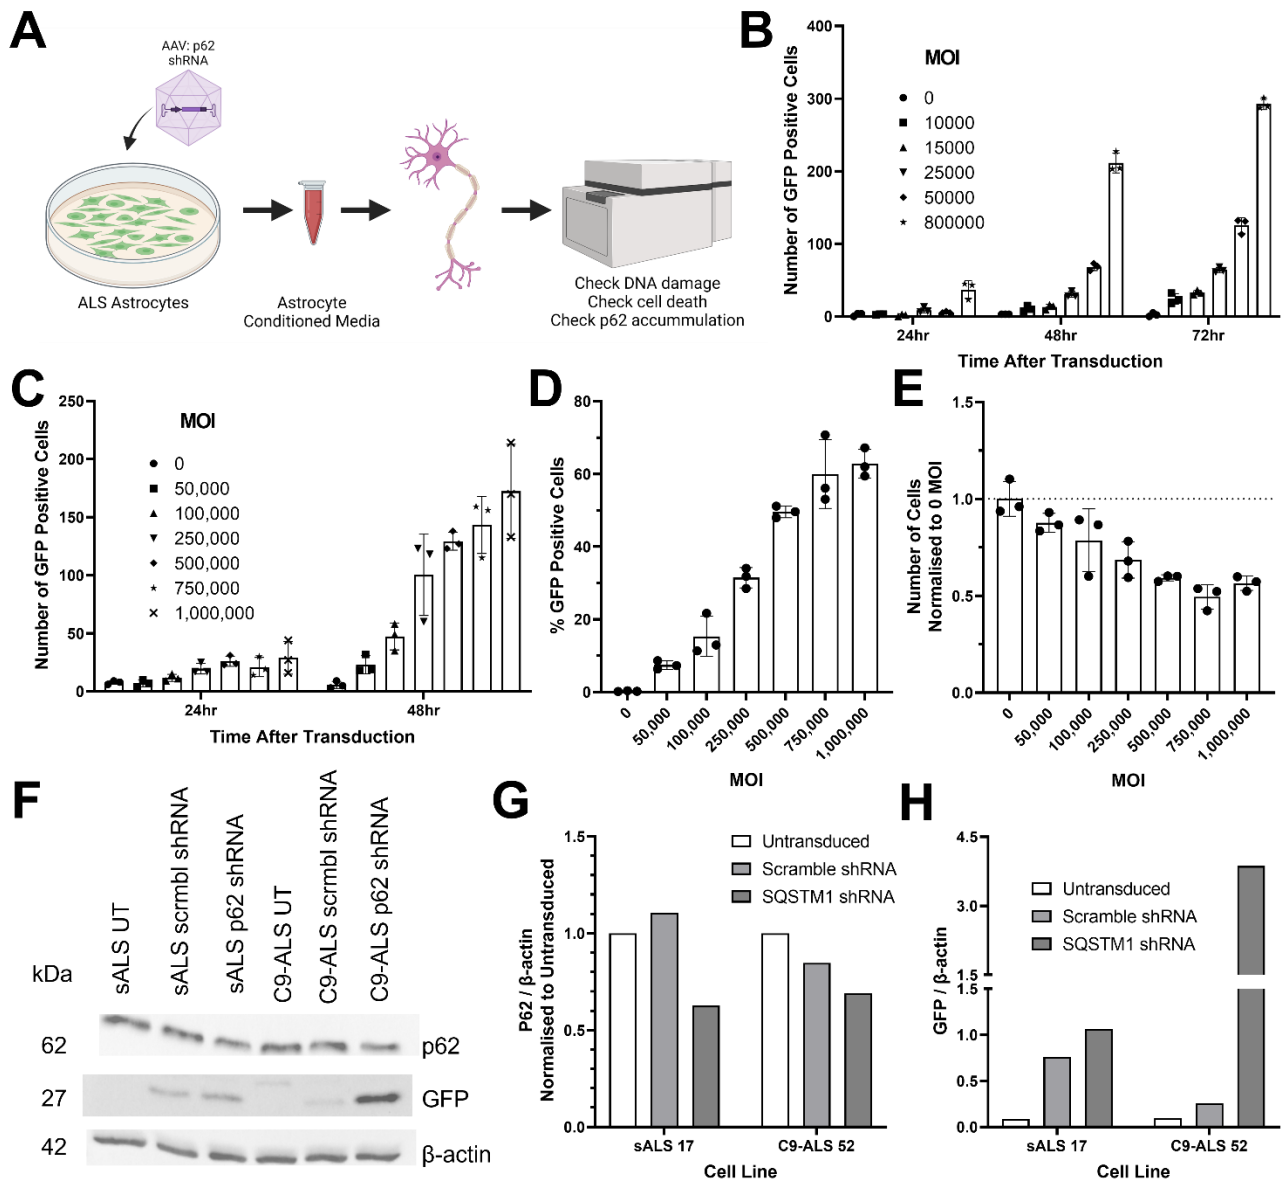 A
AAV: p62
shRNA
ALS Astrocytes
Astrocyte
Conditioned Media
Check DNA damage
Check cell death
Check p62 accummulation
B
Number of GFP Positive Cells
400
300
200
100
0
MOI
0
10000
15000
25000
50000
800000
24hr
48hr
72hr
Time After Transduction
C
Number of GFP Positive Cells
250
200
150
100
50
0
MOI
0
50,000
100,000
250,000
500,000
750,000
1,000,000
24hr
48hr
Time After Transduction
D
% GFP Positive Cells
80
60
40
20
0
0
50,000
100,000
250,000
500,000
750,000
1,000,000
MOI
E
Number of Cells
Normalised to 0 MOI
1.5
1.0
0.5
0.0
0
50,000
100,000
250,000
500,000
750,000
1,000,000
MOI
F
kDa
sALS UT
sALS scrmbl shRNA
sALS p62 shRNA
C9-ALS UT
C9-ALS scrmbl shRNA
C9-ALS p62 shRNA
62
p62
27
GFP
42
β-actin
G
P62 / β-actin
Normalised to Untransduced
1.5
1.0
0.5
0.0
Untransduced
Scramble shRNA
SQSTM1 shRNA
sALS 17
C9-ALS 52
Cell Line
H
GFP / β-actin
4.5
3.0
1.5
1.5
1.0
0.5
0.0
Untransduced
Scramble shRNA
SQSTM1 shRNA
sALS 17
C9-ALS 52
Cell Line